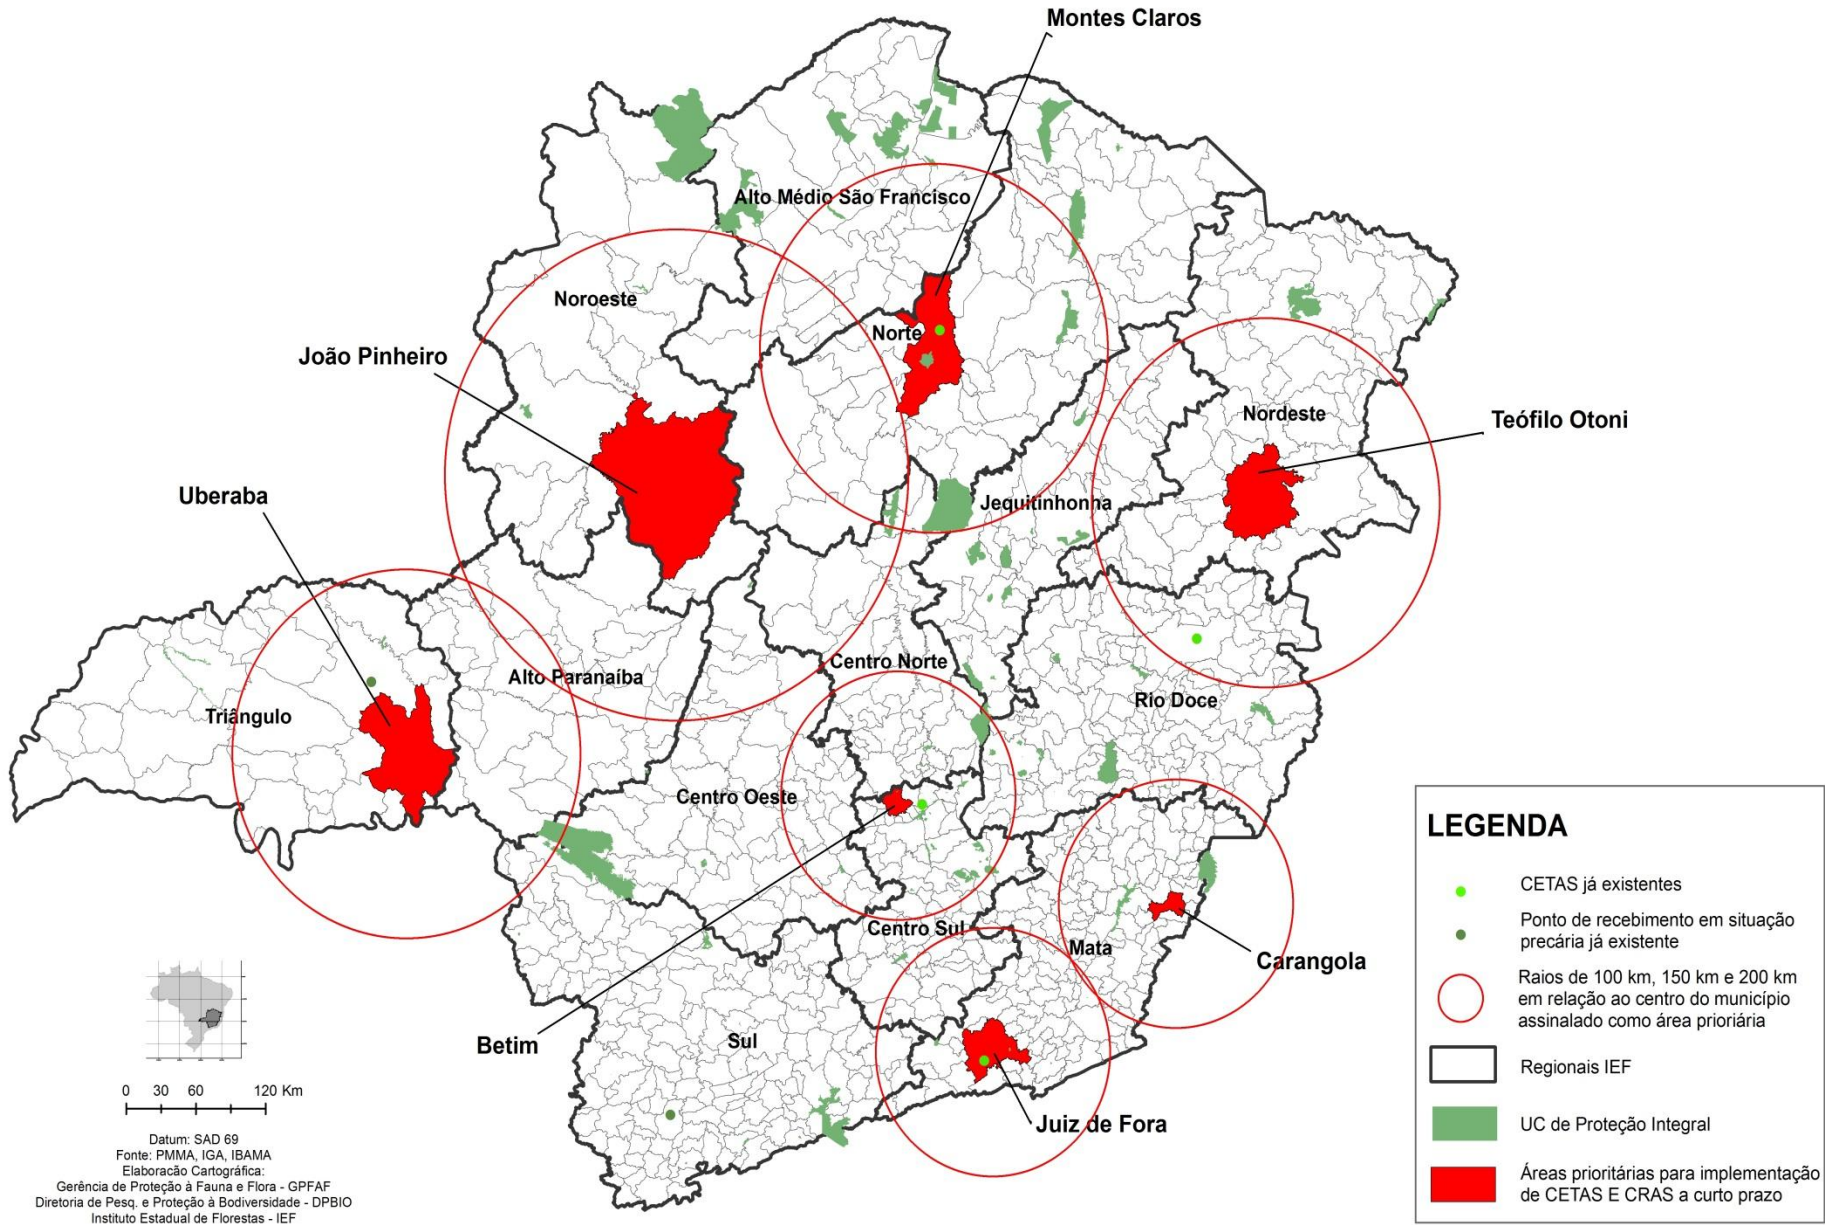 Montes Claros
Alto Médio São Francisco
Noroeste
Norte
João Pinheiro
Nordeste
Teófilo Otoni
Uberaba
Jequitinhonha
Centro Norte
Alto Paranaíba
Rio Doce
Triângulo
Centro Oeste
Centro Sul
Mata
Carangola
Betim
Sul
Juiz de Fora
LEGENDA
CETAS já existentes
Ponto de recebimento em situação
precária já existente
Raios de 100 km, 150 km e 200 km
em relação ao centro do município
assinalado como área prioriária
Regionais IEF
UC de Proteção Integral
Áreas prioritárias para implementação
de CETAS E CRAS a curto prazo
0 30 60 120 Km
Datum: SAD 69
Fonte: PMMA, IGA, IBAMA
Elaboracão Cartográfica:
Gerência de Proteção à Fauna e Flora - GPFAF
Diretoria de Pesq. e Proteção à Bodiversidade - DPBIO
Instituto Estadual de Florestas - IEF